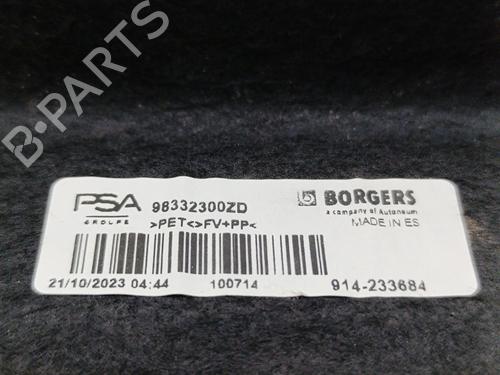 B-PARTS
PSA
GROUPE
98332300ZD
>PET<>FV+PP<
BORGERS
a company of Autoneum
MADE IN ES
21/10/2023 04:44
100714
914-233684